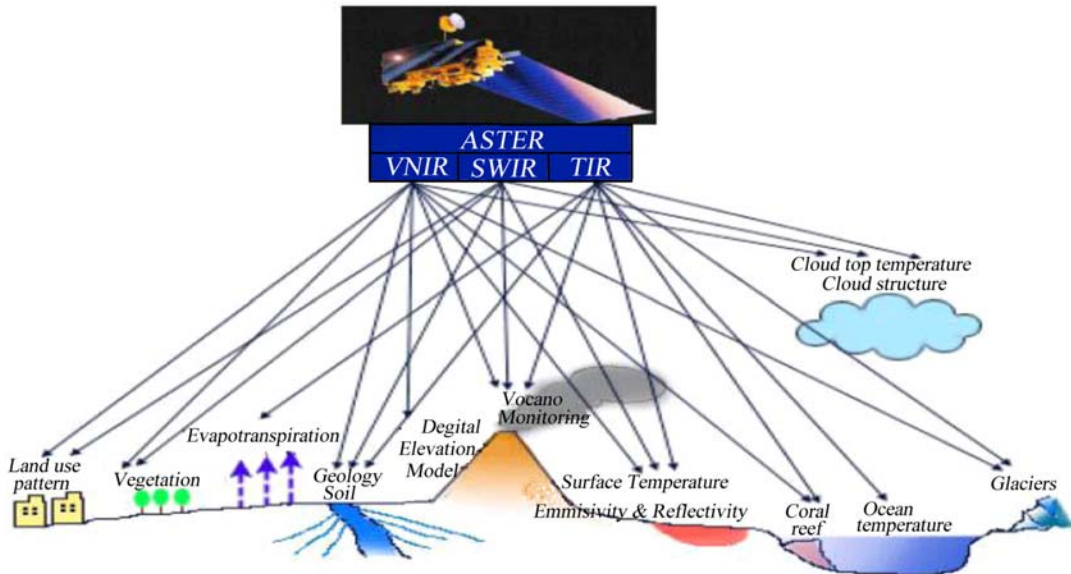 ASTER
VNIR SWIR TIR
Cloud top temperature
Cloud structure
Vocano
Monitoring
Degital
Elevation-
Model
Evapotranspiration
Land use
pattern
Vegetation
Geology
Soil
Surface Temperature
Emmisivity & Reflectivity
Coral
reef
Ocean
temperature
Glaciers